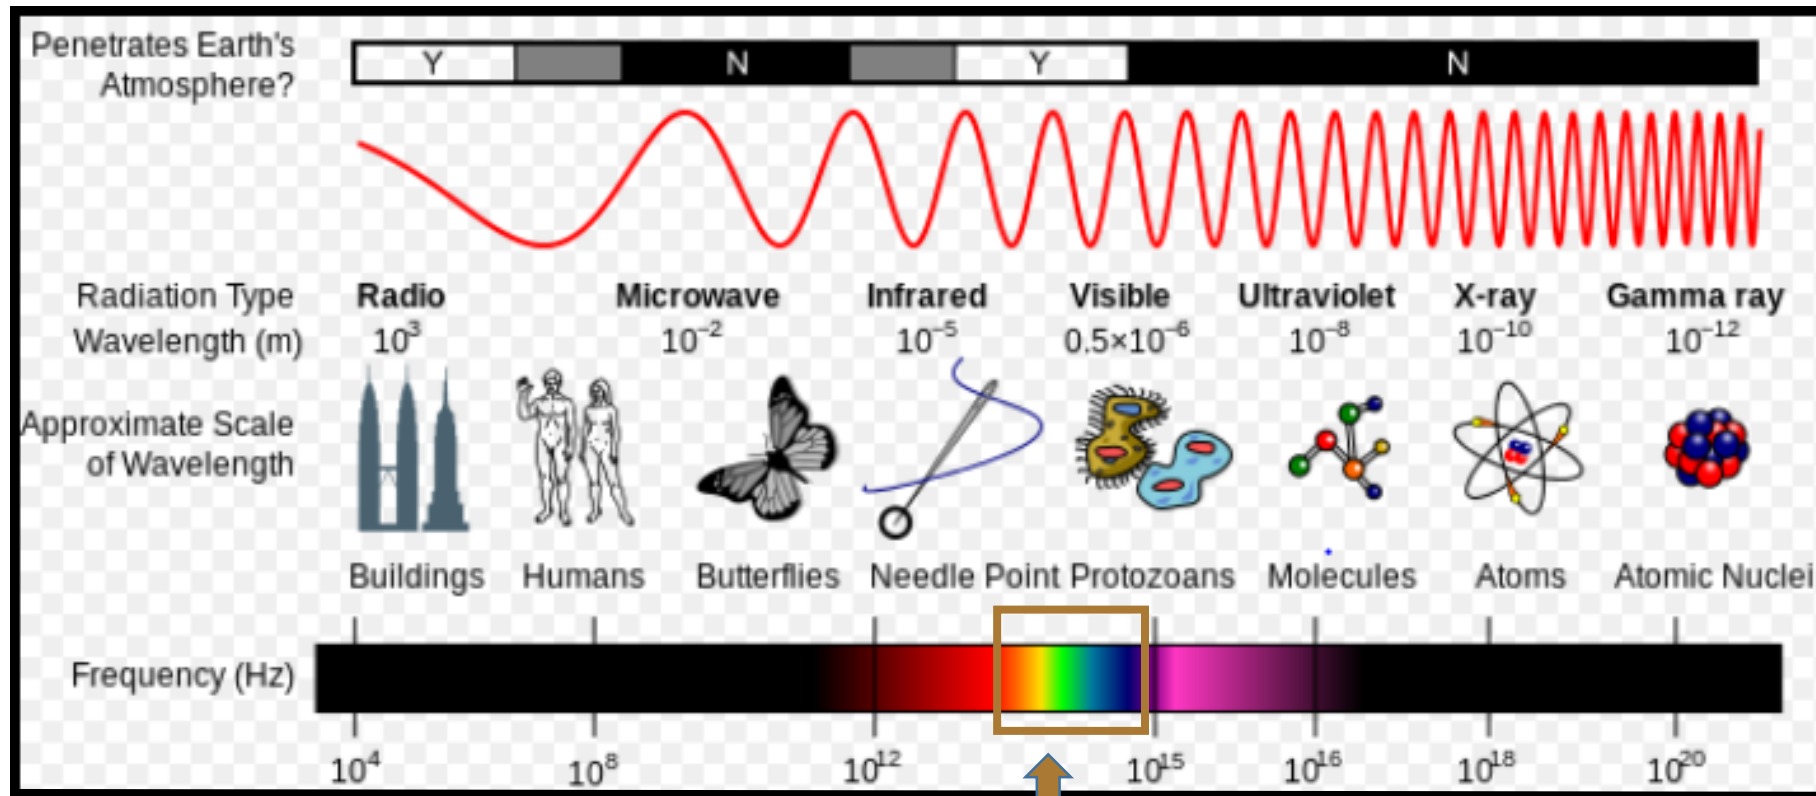 Penetrates Earth's
Atmosphere?
Y N Y N
Radiation Type Radio Microwave Infrared Visible Ultraviolet X-ray Gamma ray
Wavelength (m) 10³ 10⁻² 10⁻⁵ 0.5×10⁻⁶ 10⁻⁸ 10⁻¹⁰ 10⁻¹²
Approximate Scale
of Wavelength
Buildings Humans Butterflies Needle Point Protozoans Molecules Atoms Atomic Nuclei
Frequency (Hz)
10⁴ 10⁸ 10¹² 10¹⁵ 10¹⁶ 10¹⁸ 10²⁰